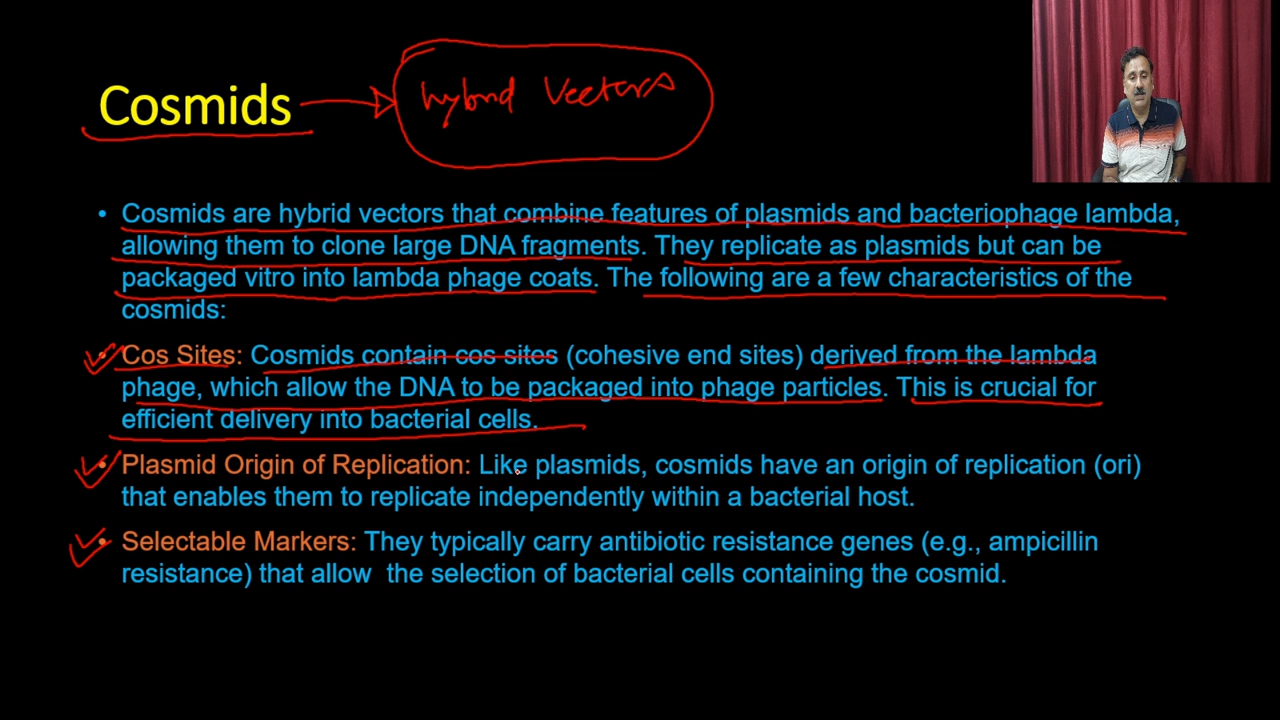 Cosmids
hybrid Vectors
• Cosmids are hybrid vectors that combine features of plasmids and bacteriophage lambda,
allowing them to clone large DNA fragments. They replicate as plasmids but can be
packaged vitro into lambda phage coats. The following are a few characteristics of the
cosmids:
• Cos Sites: Cosmids contain cos sites (cohesive end sites) derived from the lambda
phage, which allow the DNA to be packaged into phage particles. This is crucial for
efficient delivery into bacterial cells.
• Plasmid Origin of Replication: Like plasmids, cosmids have an origin of replication (ori)
that enables them to replicate independently within a bacterial host.
• Selectable Markers: They typically carry antibiotic resistance genes (e.g., ampicillin
resistance) that allow the selection of bacterial cells containing the cosmid.